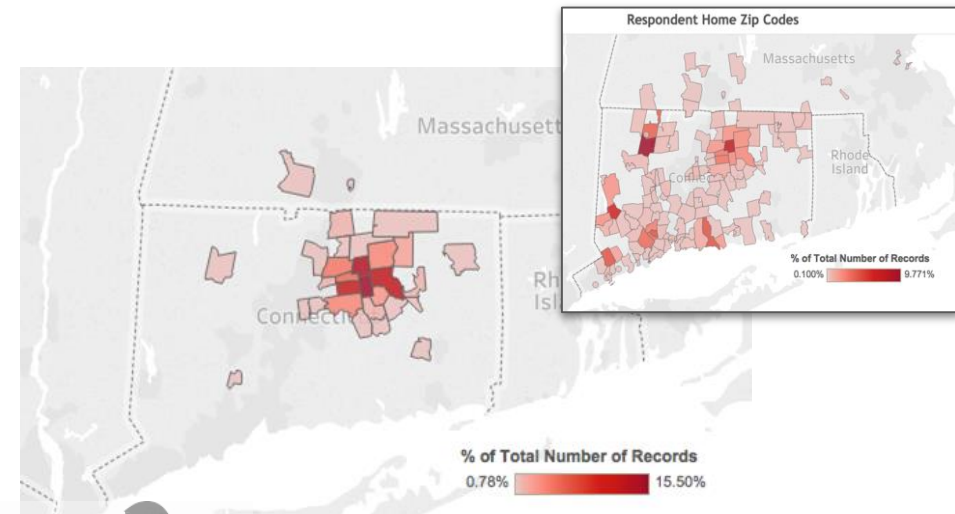 Respondent Home Zip Codes
Massachusetts
Rhode
Island
Connec
% of Total Number of Records
0.100%
9.771%
Massachusett
Rh
Isl
Connecti
% of Total Number of Records
0.78%
15.50%